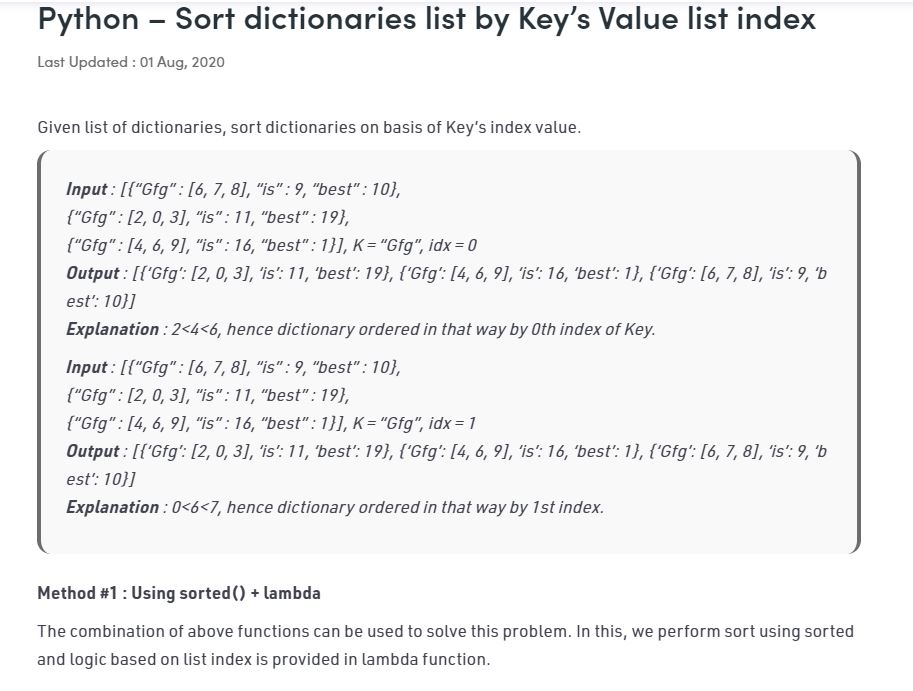 Python – Sort dictionaries list by Key’s Value list index
Last Updated : 01 Aug, 2020
Given list of dictionaries, sort dictionaries on basis of Key’s index value.
Input : [{“Gfg” : [6, 7, 8], “is” : 9, “best” : 10},
{“Gfg” : [2, 0, 3], “is” : 11, “best” : 19},
{“Gfg” : [4, 6, 9], “is” : 16, “best” : 1}], K = “Gfg”, idx = 0
Output : [{‘Gfg’: [2, 0, 3], ‘is’: 11, ‘best’: 19}, {‘Gfg’: [4, 6, 9], ‘is’: 16, ‘best’: 1}, {‘Gfg’: [6, 7, 8], ‘is’: 9, ‘b
est’: 10}]
Explanation : 2<4<6, hence dictionary ordered in that way by 0th index of Key.
Input : [{“Gfg” : [6, 7, 8], “is” : 9, “best” : 10},
{“Gfg” : [2, 0, 3], “is” : 11, “best” : 19},
{“Gfg” : [4, 6, 9], “is” : 16, “best” : 1}], K = “Gfg”, idx = 1
Output : [{‘Gfg’: [2, 0, 3], ‘is’: 11, ‘best’: 19}, {‘Gfg’: [4, 6, 9], ‘is’: 16, ‘best’: 1}, {‘Gfg’: [6, 7, 8], ‘is’: 9, ‘b
est’: 10}]
Explanation : 0<6<7, hence dictionary ordered in that way by 1st index.
Method #1 : Using sorted() + lambda
The combination of above functions can be used to solve this problem. In this, we perform sort using sorted
and logic based on list index is provided in lambda function.